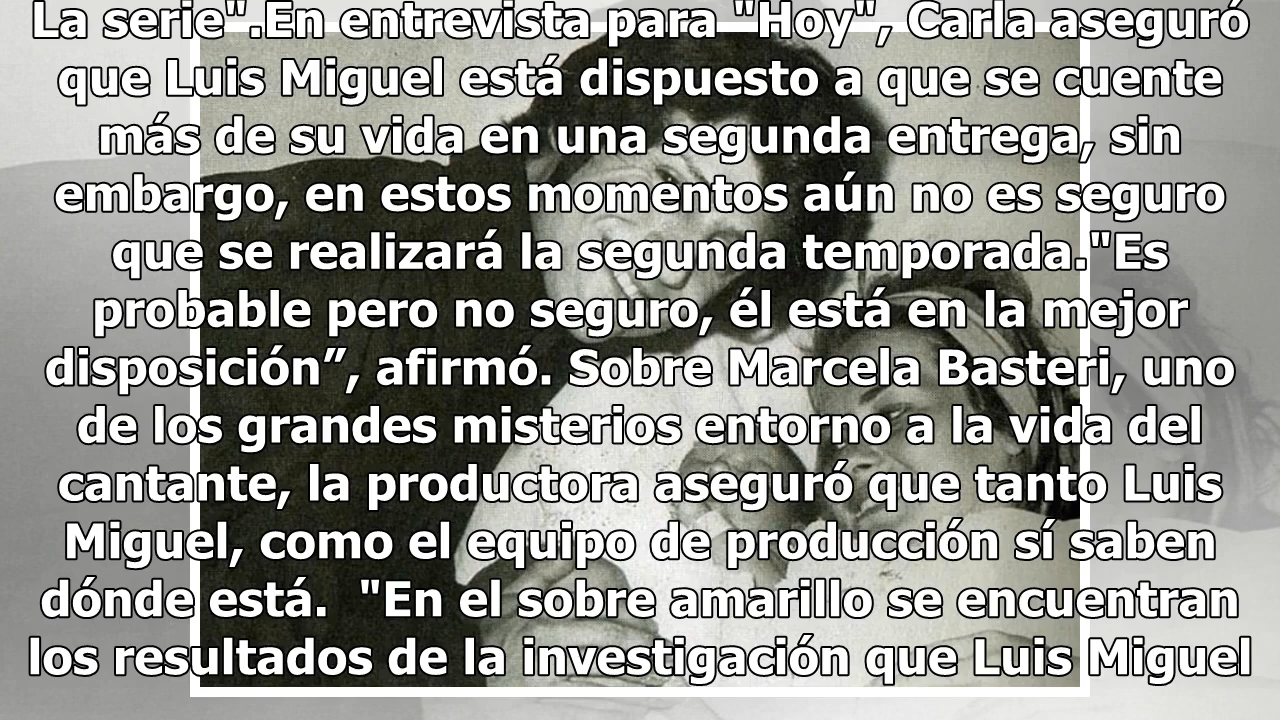 La serie".En entrevista para "Hoy", Carla aseguró
que Luis Miguel está dispuesto a que se cuente
más de su vida en una segunda entrega, sin
embargo, en estos momentos aún no es seguro
que se realizará la segunda temporada."Es
probable pero no seguro, él está en la mejor
disposición”, afirmó. Sobre Marcela Basteri, uno
de los grandes misterios entorno a la vida del
cantante, la productora aseguró que tanto Luis
Miguel, como el equipo de producción sí saben
dónde está.  "En el sobre amarillo se encuentran
los resultados de la investigación que Luis Miguel